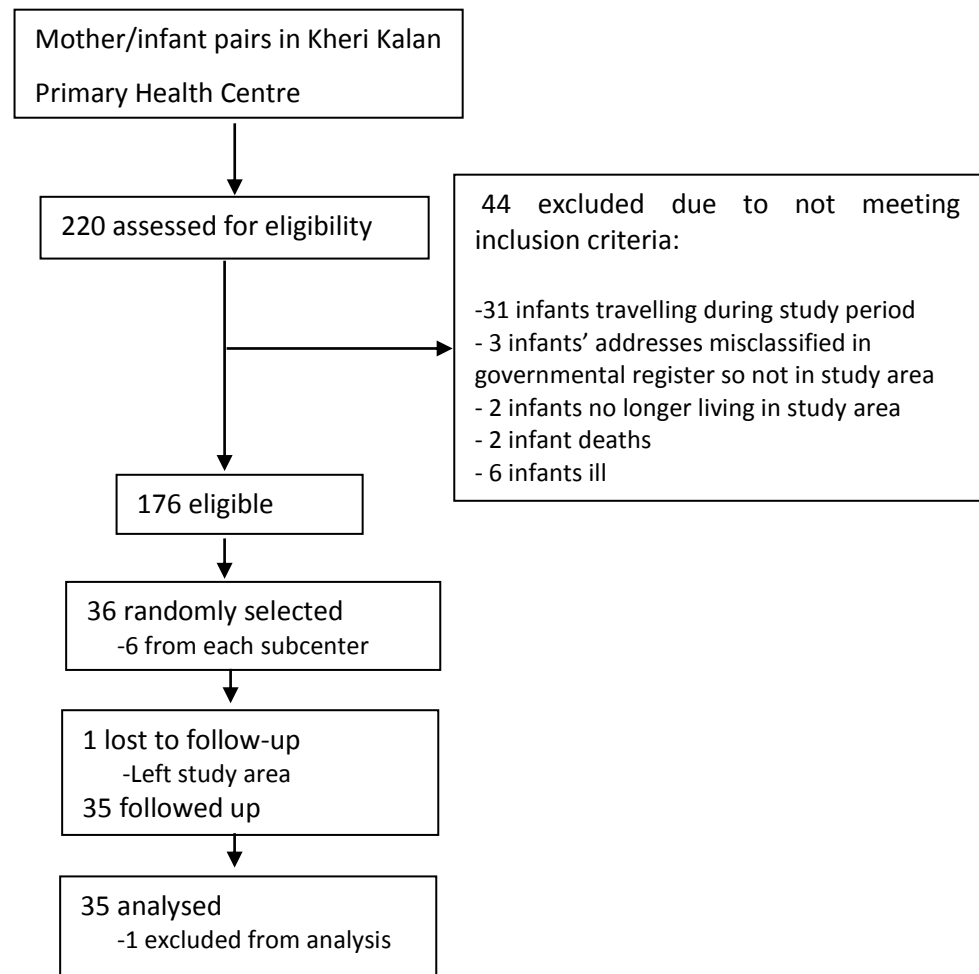 Mother/infant pairs in Kheri Kalan
Primary Health Centre
220 assessed for eligibility
44 excluded due to not meeting
inclusion criteria:
-31 infants travelling during study period
- 3 infants’ addresses misclassified in
governmental register so not in study area
- 2 infants no longer living in study area
- 2 infant deaths
- 6 infants ill
176 eligible
36 randomly selected
-6 from each subcenter
1 lost to follow-up
-Left study area
35 followed up
35 analysed
-1 excluded from analysis